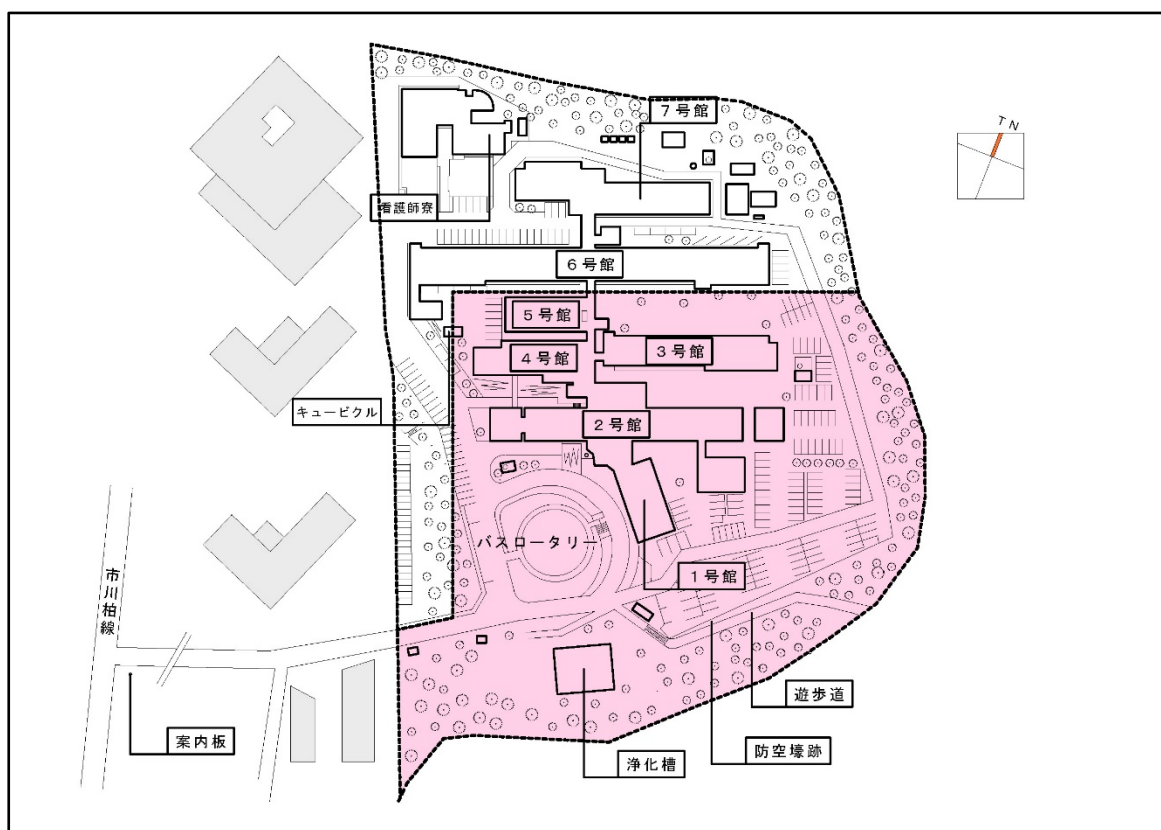 7号館
TN
看護師寮
6号館
5号館
4号館
3号館
キュービクル
2号館
バスロータリー
1号館
市川柏線
遊歩道
案内板
防空壕跡
浄化槽